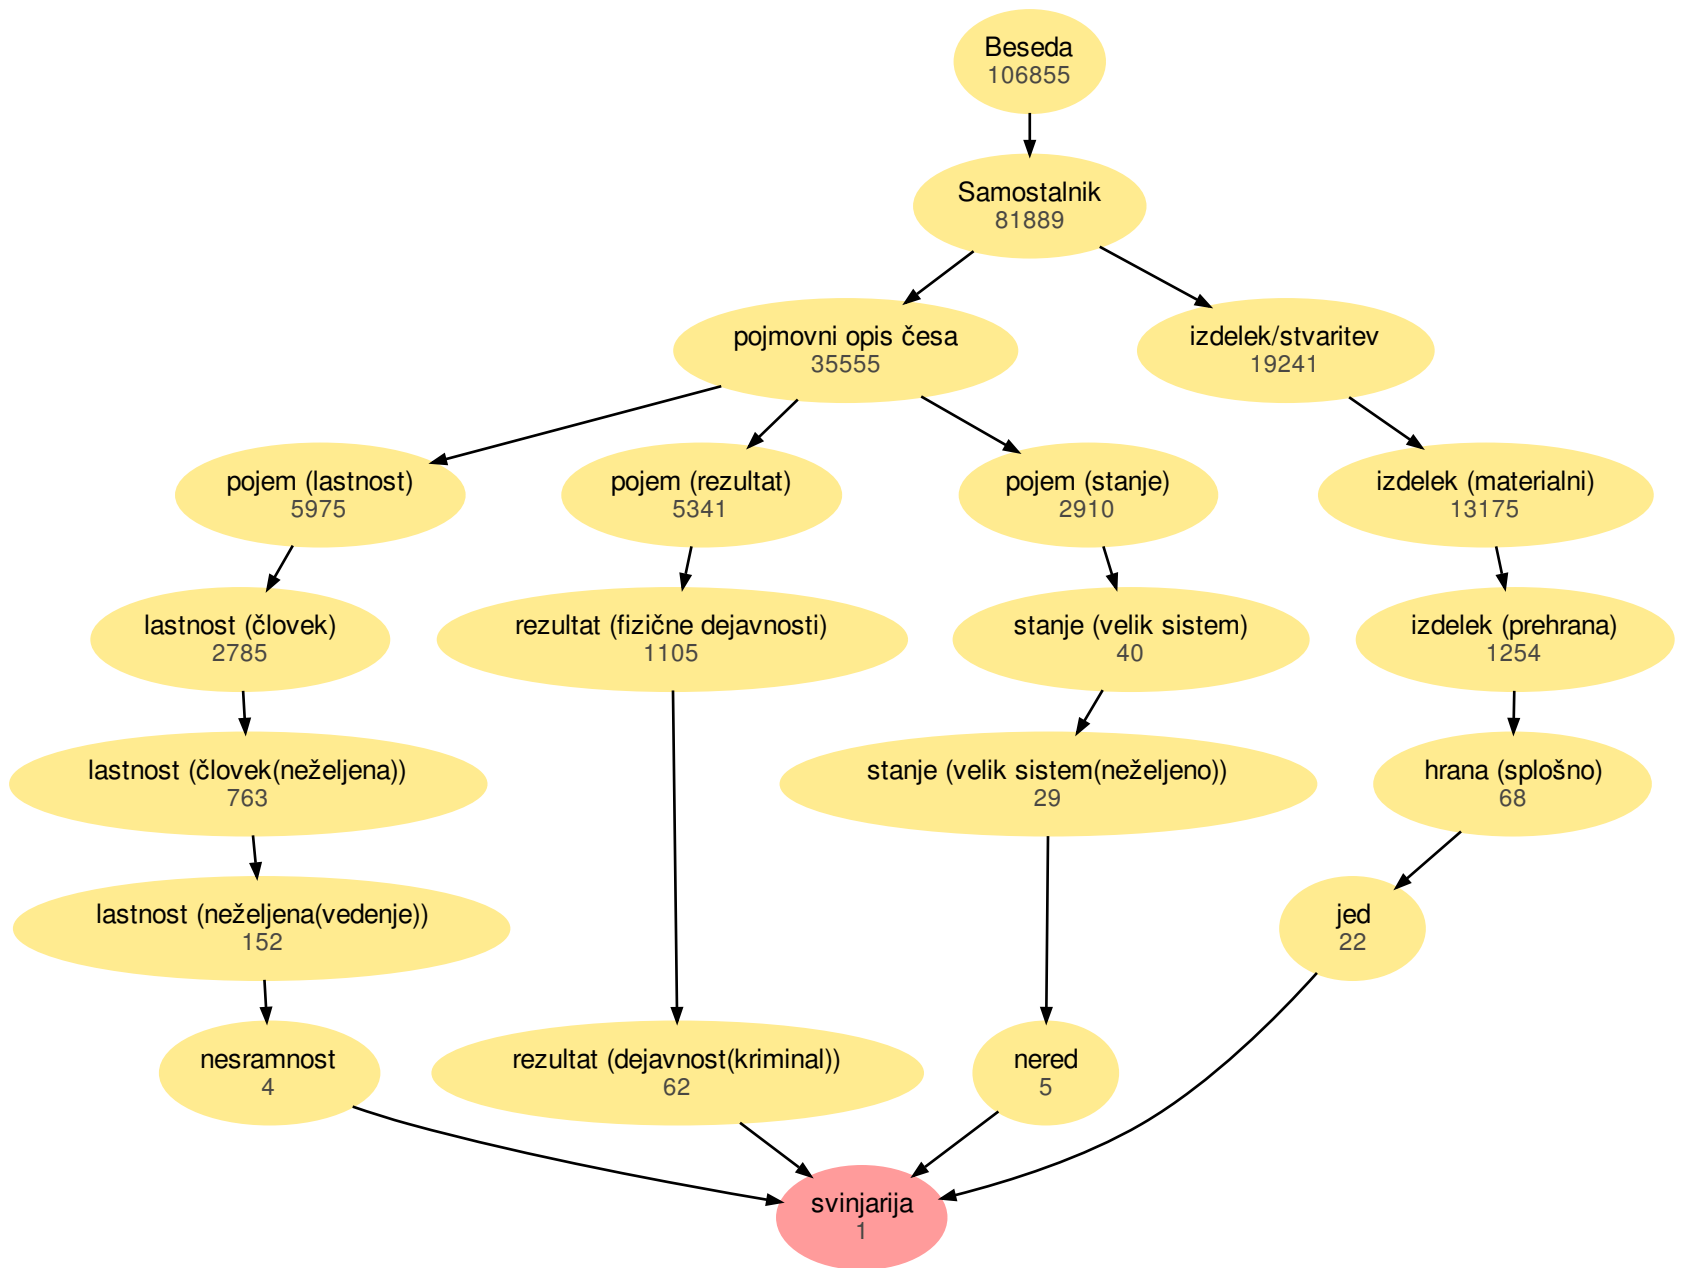 Beseda
106855
Samostalnik
81889
pojmovni opis česa
35555
izdelek/stvaritev
19241
pojem (lastnost)
5975
pojem (rezultat)
5341
pojem (stanje)
2910
izdelek (materialni)
13175
lastnost (človek)
2785
rezultat (fizične dejavnosti)
1105
stanje (velik sistem)
40
izdelek (prehrana)
1254
lastnost (človek(neželjena))
763
stanje (velik sistem(neželjeno))
29
hrana (splošno)
68
lastnost (neželjena(vedenje))
152
jed
22
nesramnost
4
rezultat (dejavnost(kriminal))
62
nered
5
svinjarija
1